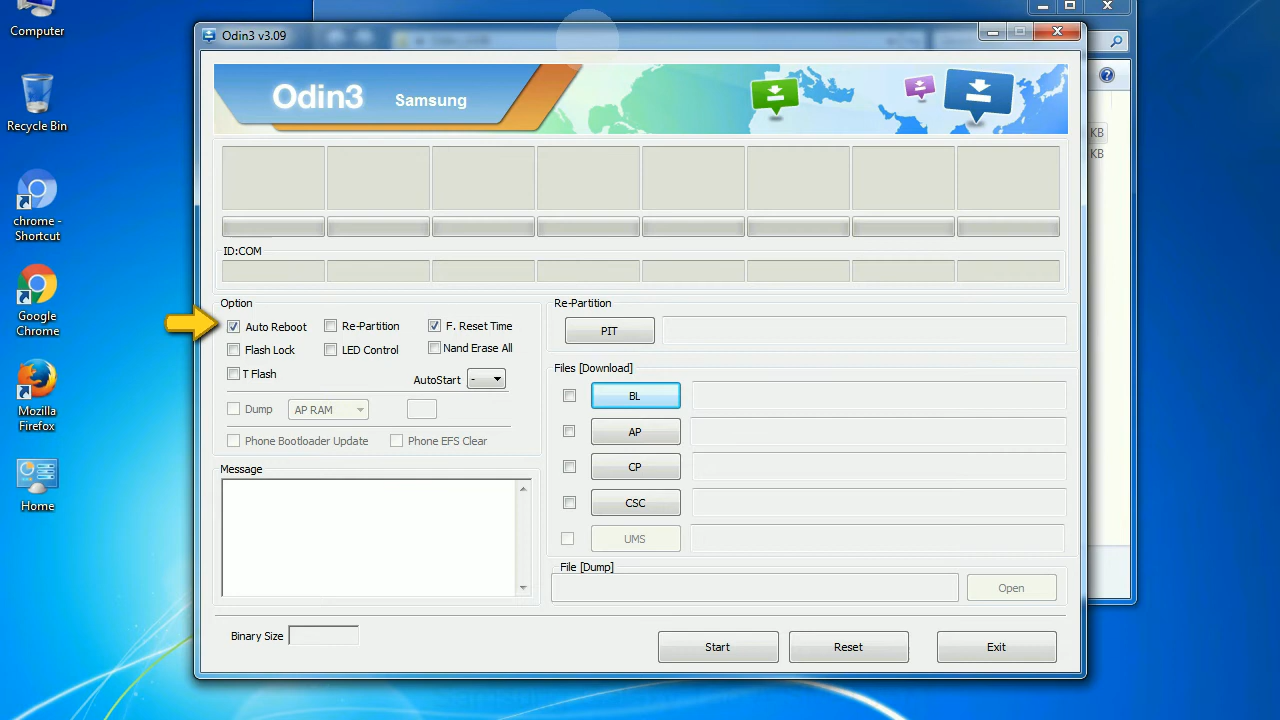 Computer
Recycle Bin
chrome -
Shortcut
Google
Chrome
Mozilla
Firefox
Home
Odin3 v3.09
Odin3
Samsung
ID:COM
Option
Auto Reboot
Re-Partition
F. Reset Time
Flash Lock
LED Control
Nand Erase All
T Flash
AutoStart
-
Dump
AP RAM
Phone Bootloader Update
Phone EFS Clear
Message
Binary Size
Re-Partition
PIT
Files [Download]
BL
AP
CP
CSC
UMS
File [Dump]
Open
Start
Reset
Exit
KB
KB